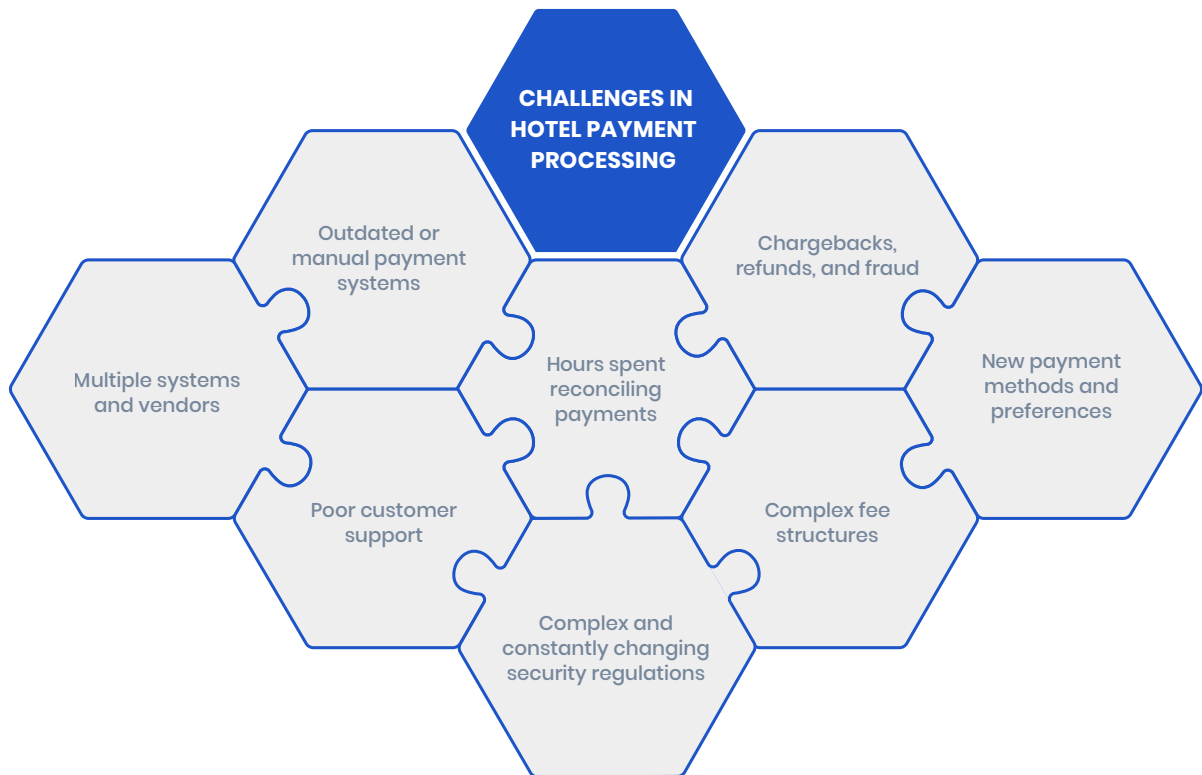 CHALLENGES IN
HOTEL PAYMENT
PROCESSING
Outdated or
manual payment
systems
Chargebacks,
refunds, and fraud
Multiple systems
and vendors
Hours spent
reconciling
payments
New payment
methods and
preferences
Poor customer
support
Complex fee
structures
Complex and
constantly changing
security regulations